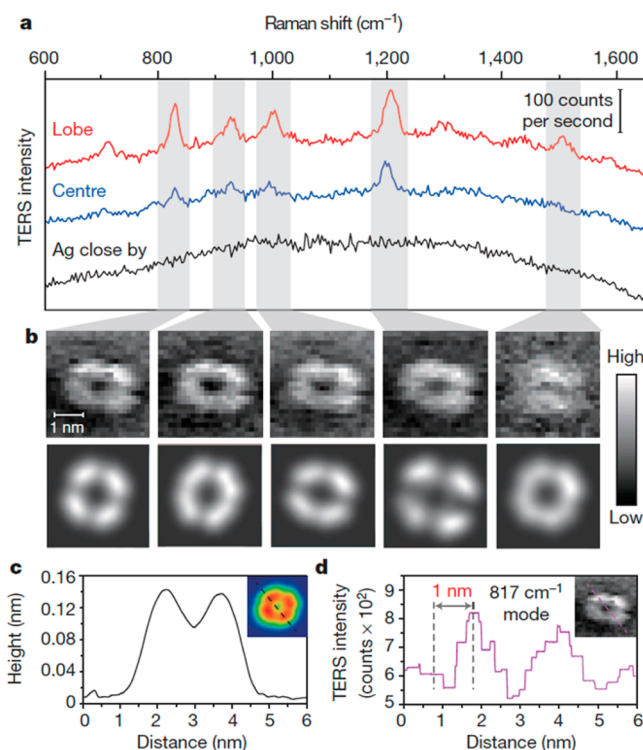 a
Raman shift (cm⁻¹)
600 800 1,000 1,200 1,400 1,600
100 counts
per second
Lobe
Centre
Ag close by
TERS intensity
b
High
1 nm
Low
c
d
0.16
0.12
0.08
0.04
0
Height (nm)
0 1 2 3 4 5 6
Distance (nm)
9
8
7
6
5
TERS intensity
(counts × 10²)
1 nm
817 cm⁻¹
mode
0 1 2 3 4 5 6
Distance (nm)